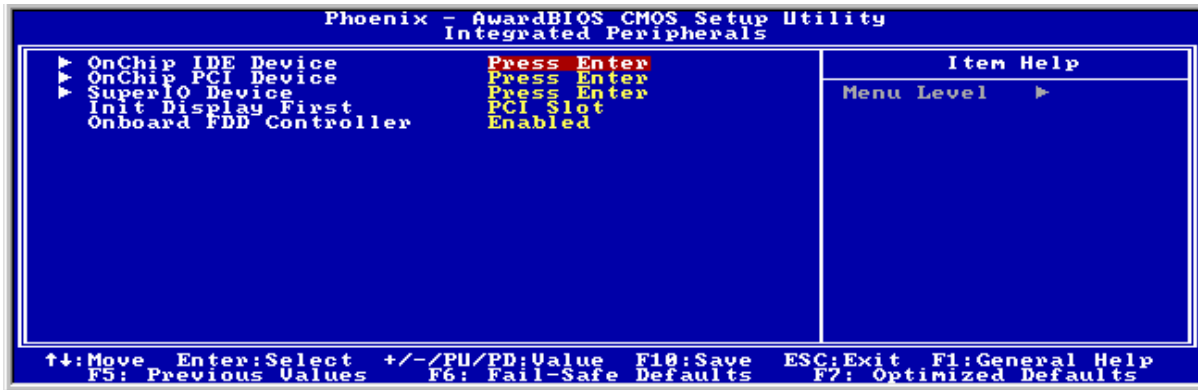 Phoenix - AwardBIOS CMOS Setup Utility
Integrated Peripherals
► OnChip IDE Device Press Enter
► OnChip PCI Device Press Enter
► SuperIO Device Press Enter
Init Display First PCI Slot
Onboard FDD Controller Enabled
Item Help
Menu Level ►
↑↓:Move Enter:Select +/-/PU/PD:Value F10:Save ESC:Exit F1:General Help
F5: Previous Values F6: Fail-Safe Defaults F7: Optimized Defaults